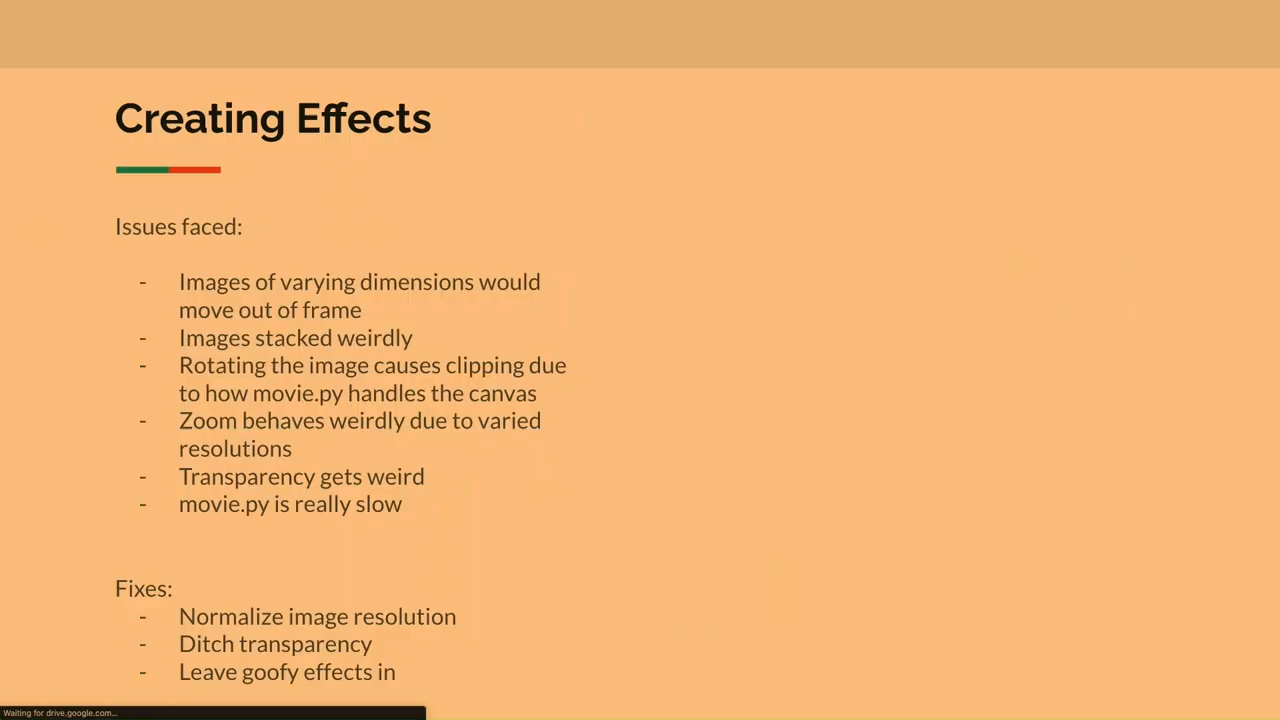 Creating Effects
Issues faced:
- Images of varying dimensions would
move out of frame
- Images stacked weirdly
- Rotating the image causes clipping due
to how movie.py handles the canvas
- Zoom behaves weirdly due to varied
resolutions
- Transparency gets weird
- movie.py is really slow
Fixes:
- Normalize image resolution
- Ditch transparency
- Leave goofy effects in
Waiting for drive.google.com...